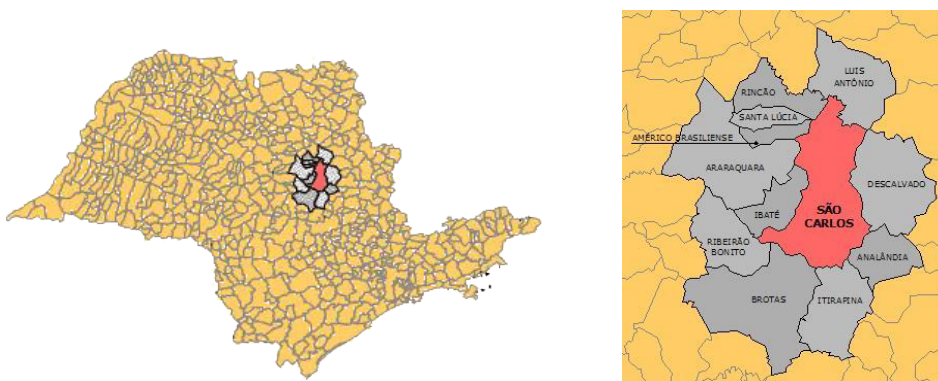 LUIS
ANTÔNIO
RINCÃO
SANTA LÚCIA
AMÉRICO BRASILIENSE
ARARAQUARA
DESCALVADO
IBATÉ
SÃO
CARLOS
RIBEIRÃO
BONITO
ANALÂNDIA
BROTAS
ITIRAPINA